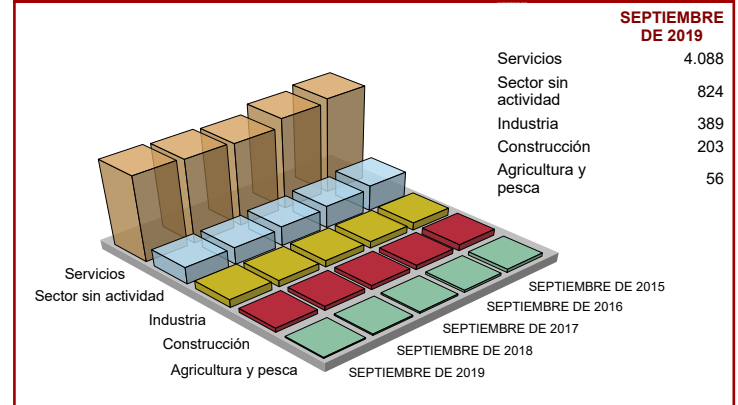 SEPTIEMBRE
DE 2019
Servicios 4.088
Sector sin
actividad 824
Industria 389
Construcción 203
Agricultura y
pesca 56
Servicios
Sector sin actividad
Industria
Construcción
Agricultura y pesca
SEPTIEMBRE DE 2015
SEPTIEMBRE DE 2016
SEPTIEMBRE DE 2017
SEPTIEMBRE DE 2018
SEPTIEMBRE DE 2019